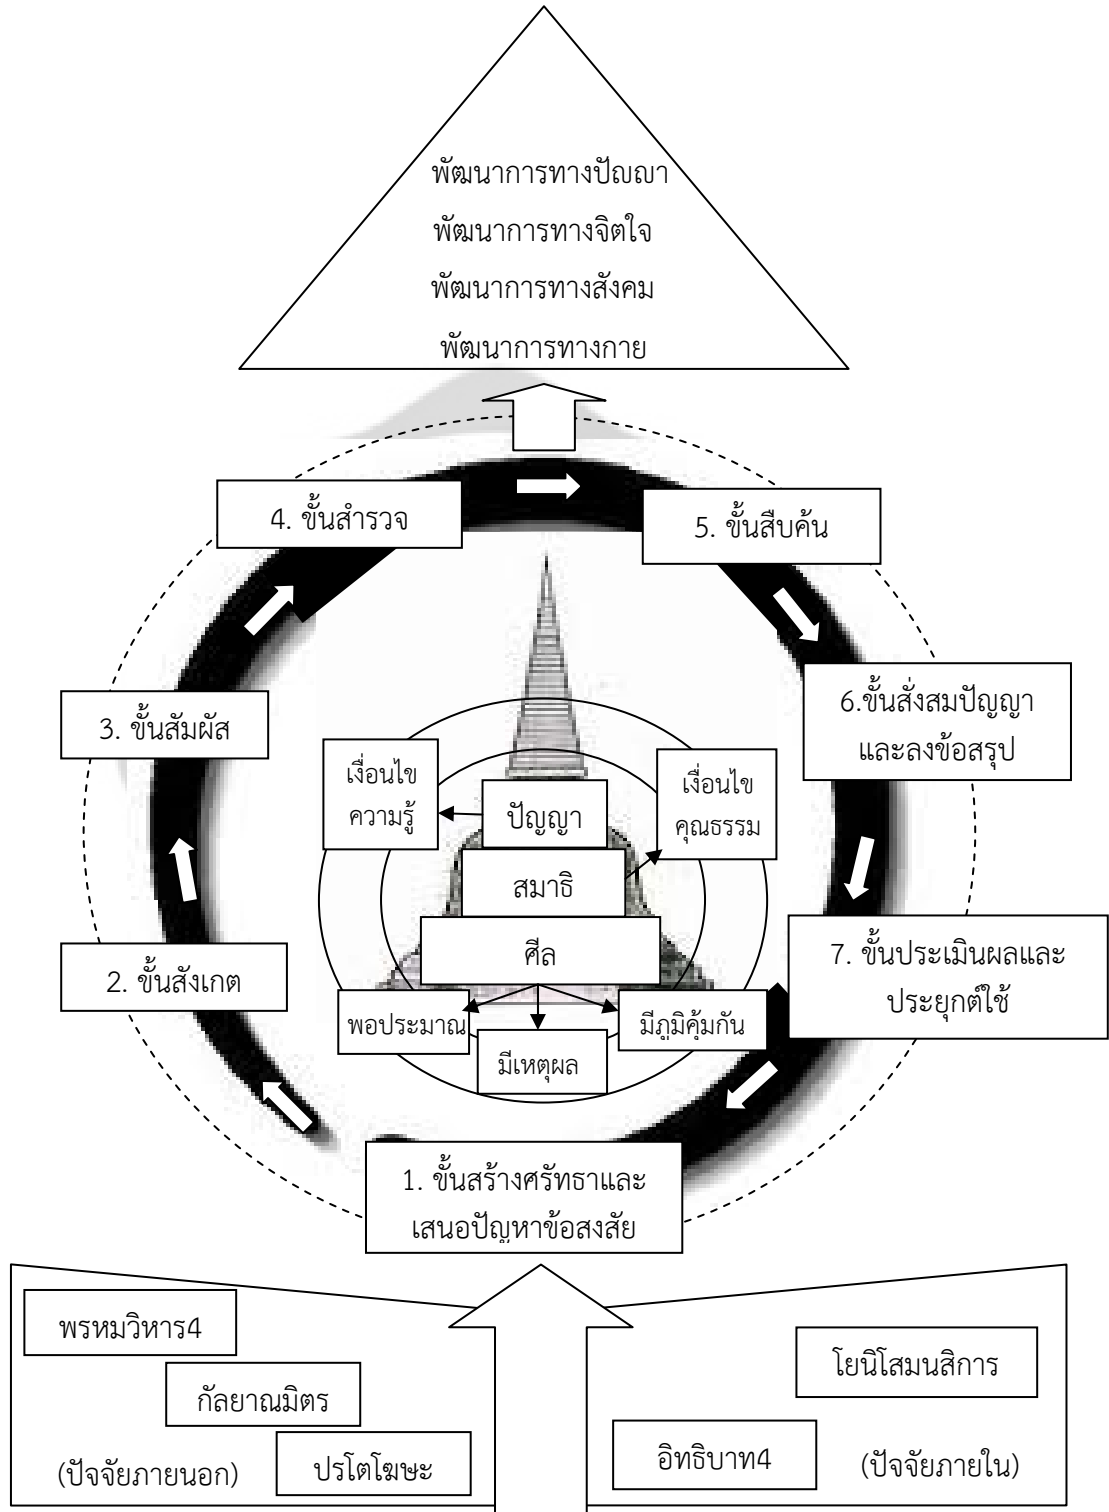 พัฒนาการทางปัญญา
พัฒนาการทางจิตใจ
พัฒนาการทางสังคม
พัฒนาการทางกาย
4. ขั้นสำรวจ
5. ขั้นสืบค้น
3. ขั้นสัมผัส
6.ขั้นสั่งสมปัญญา
และลงข้อสรุป
เงื่อนไข
ความรู้
ปัญญา
เงื่อนไข
คุณธรรม
สมาธิ
ศีล
2. ขั้นสังเกต
7. ขั้นประเมินผลและ
ประยุกต์ใช้
พอประมาณ
มีเหตุผล
มีภูมิคุ้มกัน
1. ขั้นสร้างศรัทธาและ
เสนอปัญหาข้อสงสัย
พรหมวิหาร4
กัลยาณมิตร
ปรโตโฆษะ
(ปัจจัยภายนอก)
โยนิโสมนสิการ
อิทธิบาท4
(ปัจจัยภายใน)